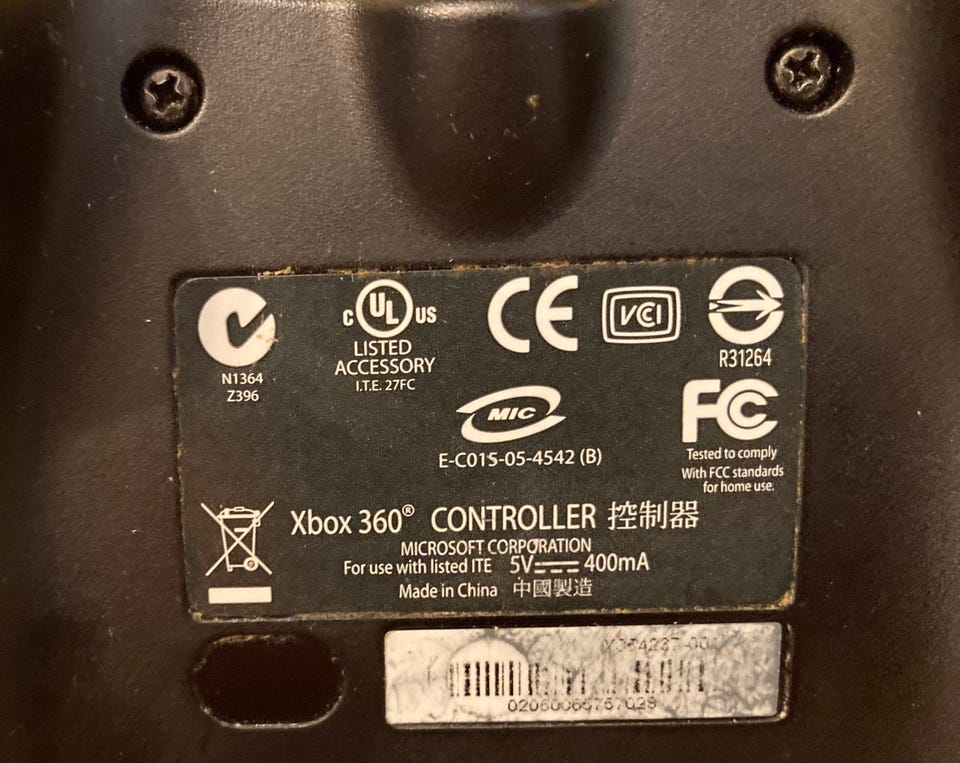 C UL US
CE
VCCI
N1364
Z396
LISTED
ACCESSORY
I.T.E. 27FC
R31264
MIC
E-C01S-05-4542 (B)
FC
Tested to comply
With FCC standards
for home use.
Xbox 360® CONTROLLER 控制器
MICROSOFT CORPORATION
For use with listed ITE 5V⎓400mA
Made in China 中國製造